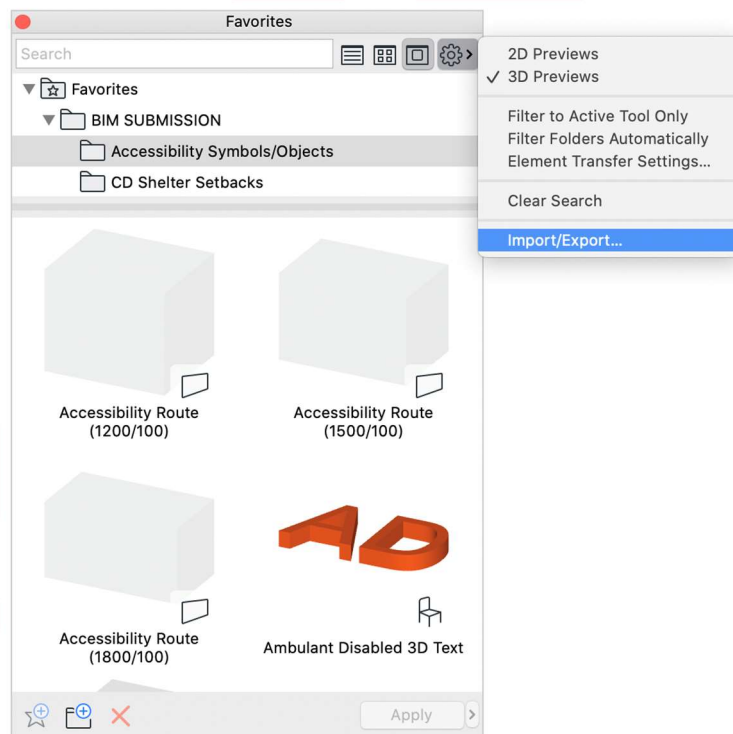 Favorites
Search
Favorites
BIM SUBMISSION
Accessibility Symbols/Objects
CD Shelter Setbacks
2D Previews
✓ 3D Previews
Filter to Active Tool Only
Filter Folders Automatically
Element Transfer Settings...
Clear Search
Import/Export...
Accessibility Route
(1200/100)
Accessibility Route
(1500/100)
Accessibility Route
(1800/100)
AD
Ambulant Disabled 3D Text
Apply